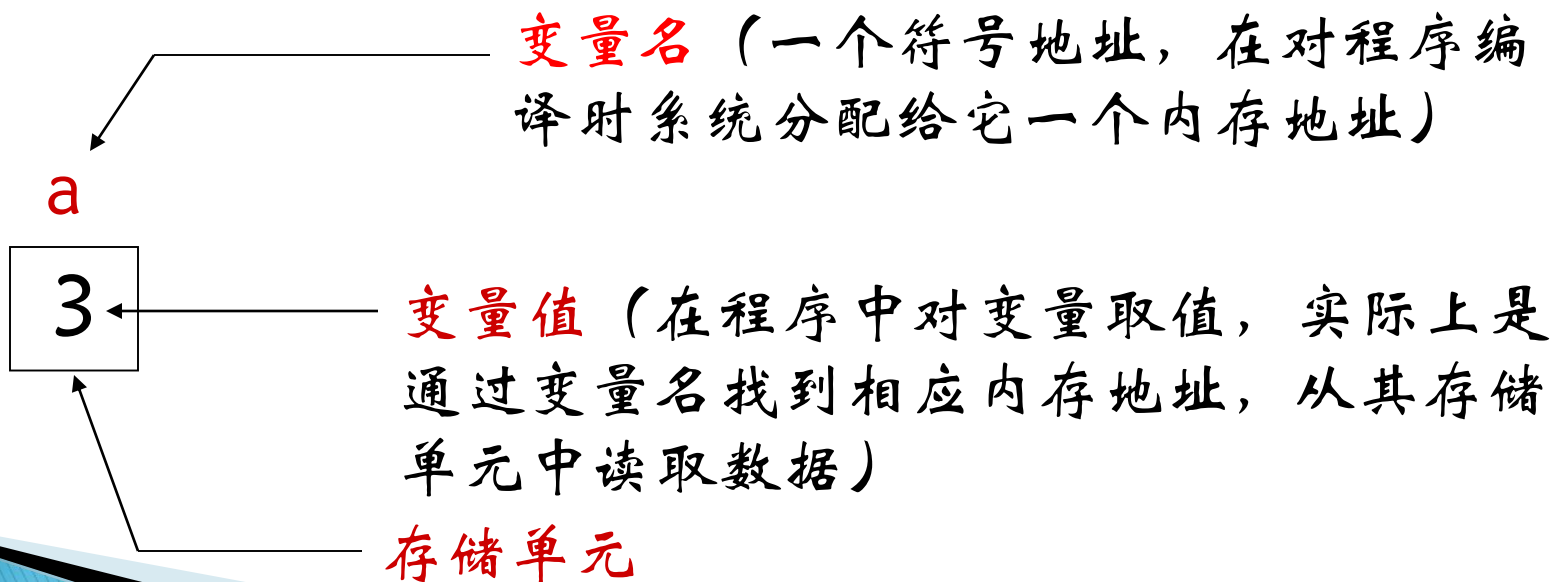 变量名（一个符号地址，在对程序编
译时系统分配给它一个内存地址）
a
3
变量值（在程序中对变量取值，实际上是
通过变量名找到相应内存地址，从其存储
单元中读取数据）
存储单元